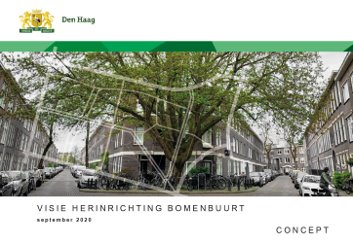 Den Haag
VISIE HERINRICHTING BOMENBUURT
september 2020
CONCEPT